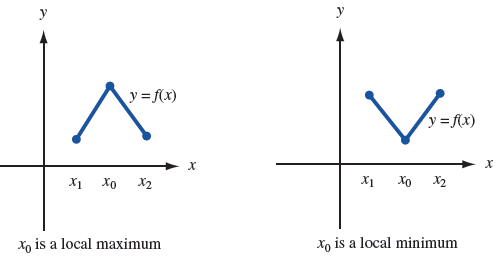 y
y = f(x)
x
x₁ x₀ x₂
x₀ is a local maximum
y
y = f(x)
x
x₁ x₀ x₂
x₀ is a local minimum